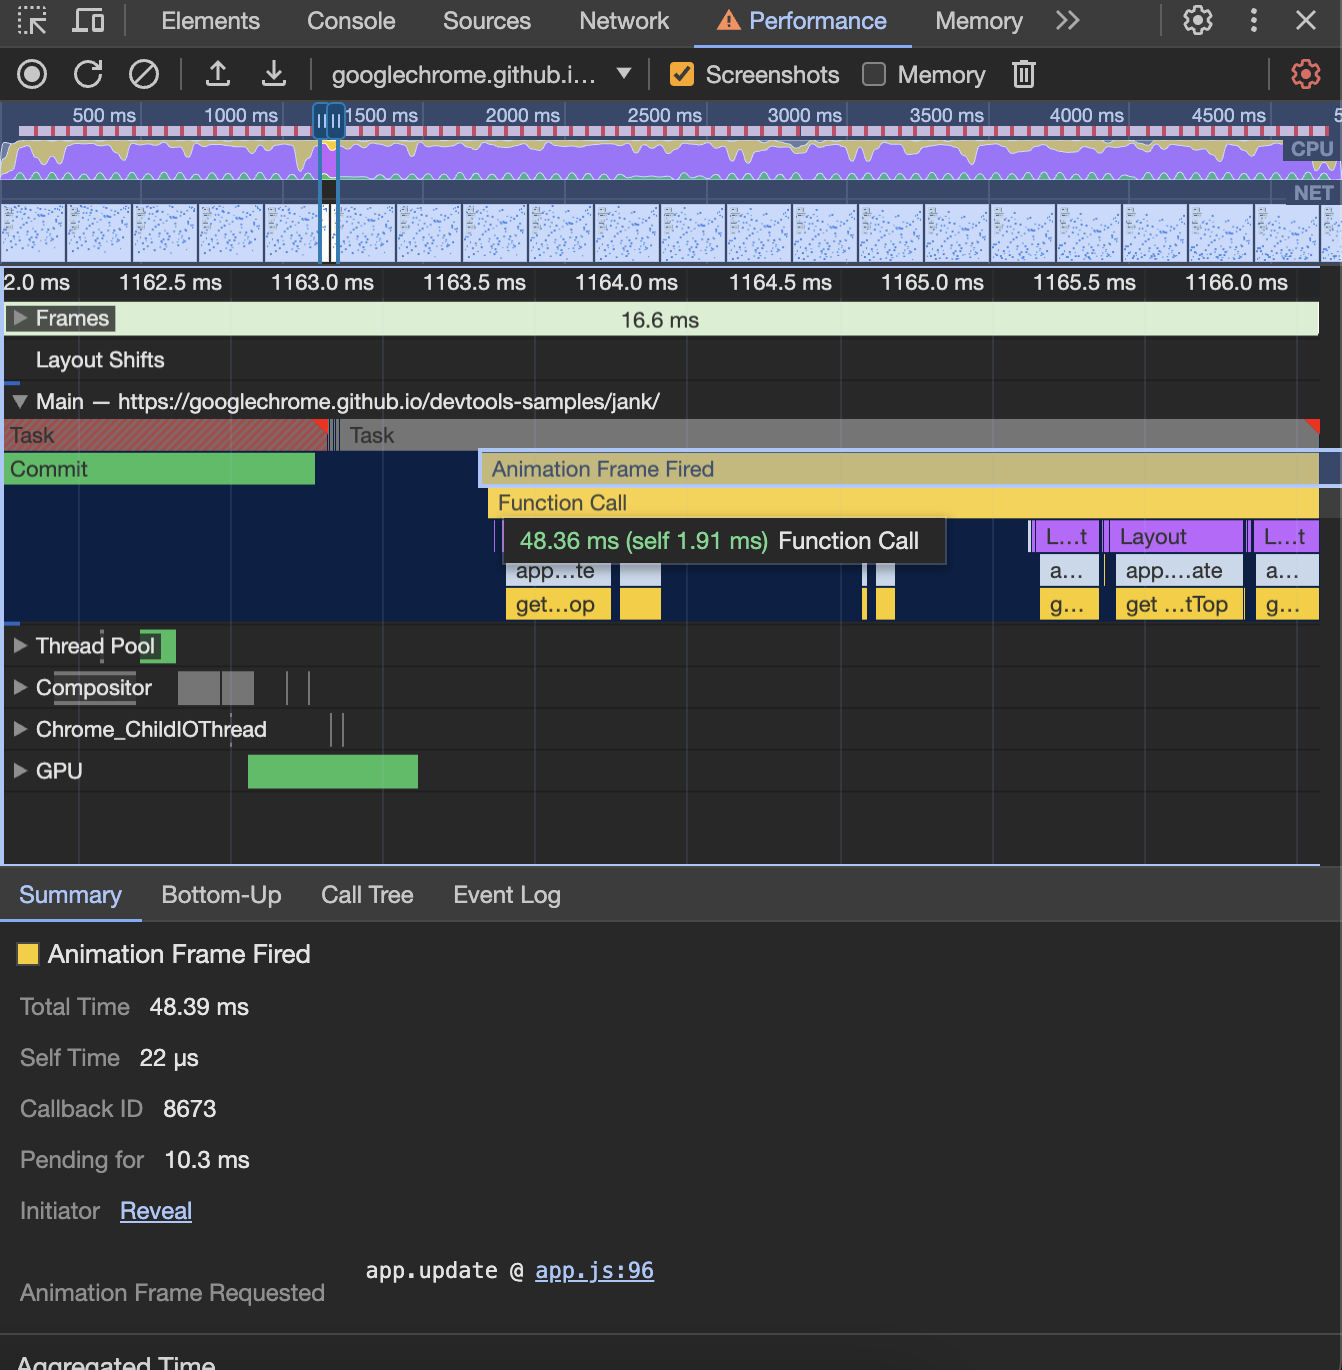 Elements Console Sources Network Performance Memory
googlechrome.github.i... Screenshots Memory
500 ms 1000 ms 1500 ms 2000 ms 2500 ms 3000 ms 3500 ms 4000 ms 4500 ms 5
CPU
NET
2.0 ms 1162.5 ms 1163.0 ms 1163.5 ms 1164.0 ms 1164.5 ms 1165.0 ms 1165.5 ms 1166.0 ms
Frames 16.6 ms
Layout Shifts
Main — https://googlechrome.github.io/devtools-samples/jank/
Task Task
Commit Animation Frame Fired
Function Call
48.36 ms (self 1.91 ms) Function Call L...t Layout L...t
app...te a... app....ate a...
get...op g... get ...tTop g...
Thread Pool
Compositor
Chrome_ChildIOThread
GPU
Summary Bottom-Up Call Tree Event Log
Animation Frame Fired
Total Time 48.39 ms
Self Time 22 μs
Callback ID 8673
Pending for 10.3 ms
Initiator Reveal
app.update @ app.js:96
Animation Frame Requested
Aggregated Time